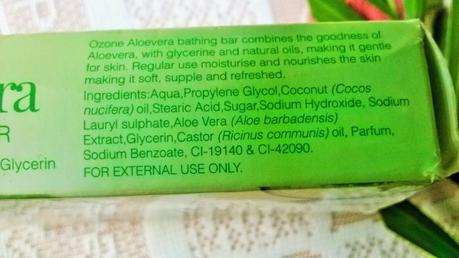 Ozone Aloevera bathing bar combines the goodness of
Aloevera, with glycerine and natural oils, making it gentle
for skin. Regular use moisturise and nourishes the skin
making it soft, supple and refreshed.
Ingredients:Aqua,Propylene Glycol,Coconut (Cocos
nucifera) oil,Stearic Acid,Sugar,Sodium Hydroxide, Sodium
Lauryl sulphate,Aloe Vera (Aloe barbadensis)
Extract,Glycerin,Castor (Ricinus communis) oil, Parfum,
Sodium Benzoate, CI-19140 & CI-42090.
FOR EXTERNAL USE ONLY.
ra
R
Glycerin